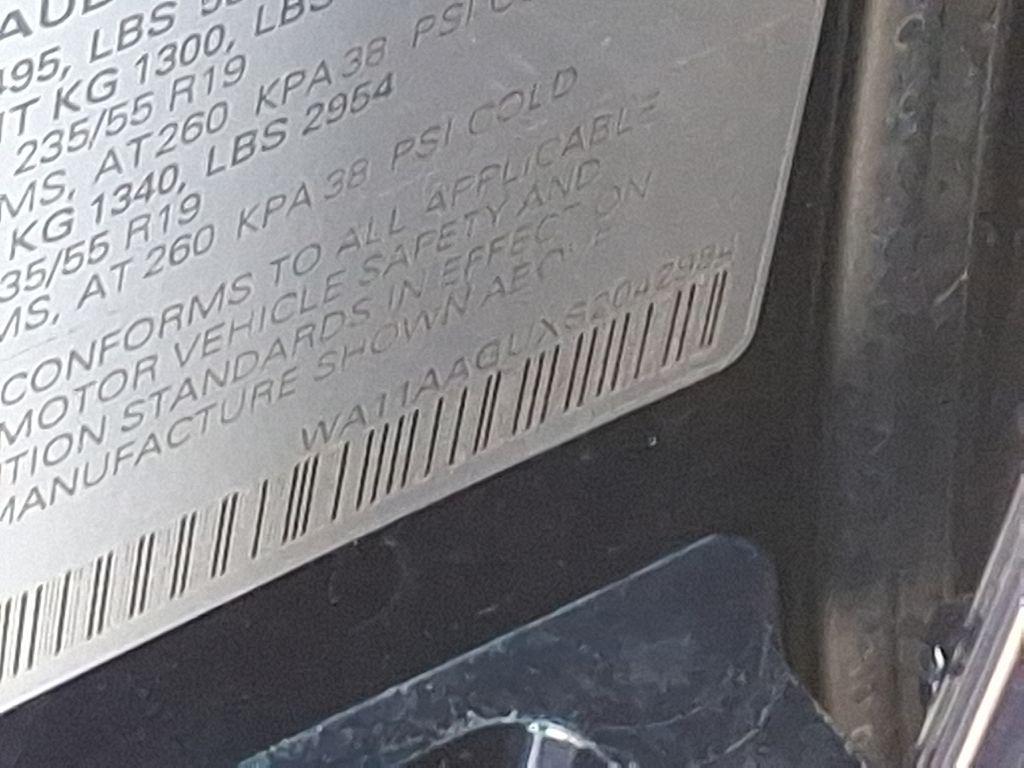 495, LBS
KG 1300, LBS
235/55 R19
MS, AT 260 KPA 38 PSI
KG 1340, LBS 2954
35/55 R19
MS, AT 260 KPA 38 PSI COLD
CONFORMS TO ALL APPLICABLE
MOTOR VEHICLE SAFETY AND
TION STANDARDS IN EFFECT ON
MANUFACTURE SHOWN